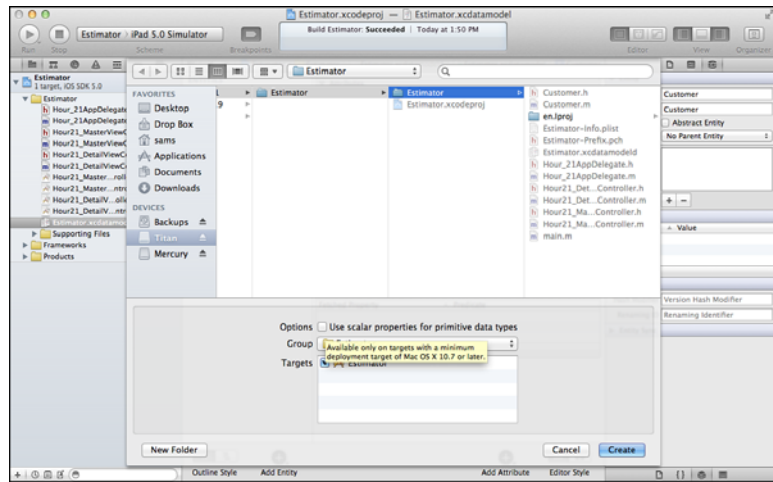 Estimator.xcodeproj — Estimator.xcdatamodel
Run Stop
Estimator › iPad 5.0 Simulator
Scheme
Breakpoints
Build Estimator: Succeeded | Today at 1:50 PM
Editor
View
Organizer
Estimator
1 target, iOS SDK 5.0
Estimator
Hour_21AppDelegate
Hour_21AppDelegate
Hour21_MasterViewC
Hour21_MasterViewC
Hour21_DetailViewCo
Hour21_DetailViewCo
Hour21_Master...roll
Hour21_Master...ntro
Hour21_DetailV...olle
Hour21_DetailV...ntr
Estimator.xcdatamo
Supporting Files
Frameworks
Products
Estimator
FAVORITES
Desktop
Drop Box
sams
Applications
Documents
Downloads
DEVICES
Backups
Titan
Mercury
Estimator
Estimator
Estimator.xcodeproj
Customer.h
Customer.m
en.lproj
Estimator-Info.plist
Estimator-Prefix.pch
Estimator.xcdatamodeld
Hour_21AppDelegate.h
Hour_21AppDelegate.m
Hour21_Det...Controller.h
Hour21_Det...Controller.m
Hour21_Ma...Controller.h
Hour21_Ma...Controller.m
main.m
Customer
Customer
Abstract Entity
No Parent Entity
+ −
Value
Version Hash Modifier
Renaming Identifier
Options Use scalar properties for primitive data types
Group
Available only on targets with a minimum
deployment target of Mac OS X 10.7 or later.
Targets Estimator
New Folder
Cancel
Create
Outline Style
Add Entity
Add Attribute
Editor Style